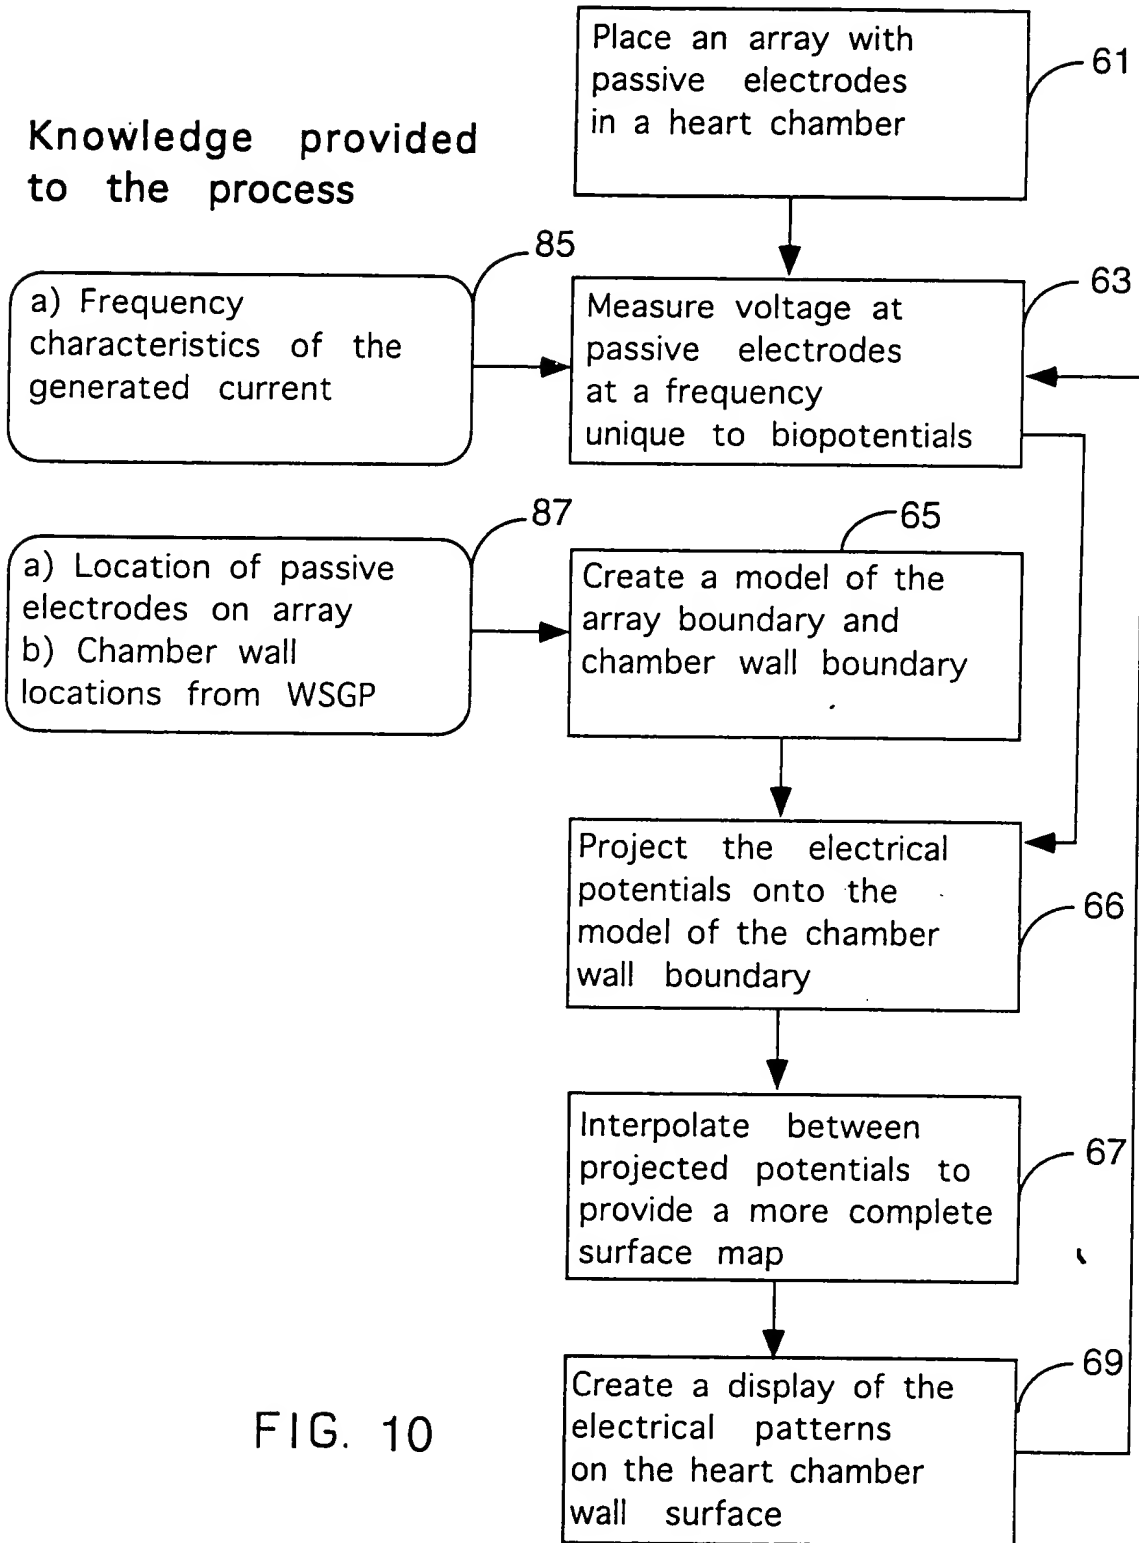 Place an array with
passive electrodes
in a heart chamber
61
Knowledge provided
to the process
85
a) Frequency
characteristics of the
generated current
Measure voltage at
passive electrodes
at a frequency
unique to biopotentials
63
87
a) Location of passive
electrodes on array
b) Chamber wall
locations from WSGP
65
Create a model of the
array boundary and
chamber wall boundary
Project the electrical
potentials onto the
model of the chamber
wall boundary
66
Interpolate between
projected potentials to
provide a more complete
surface map
67
Create a display of the
electrical patterns
on the heart chamber
wall surface
69
FIG. 10